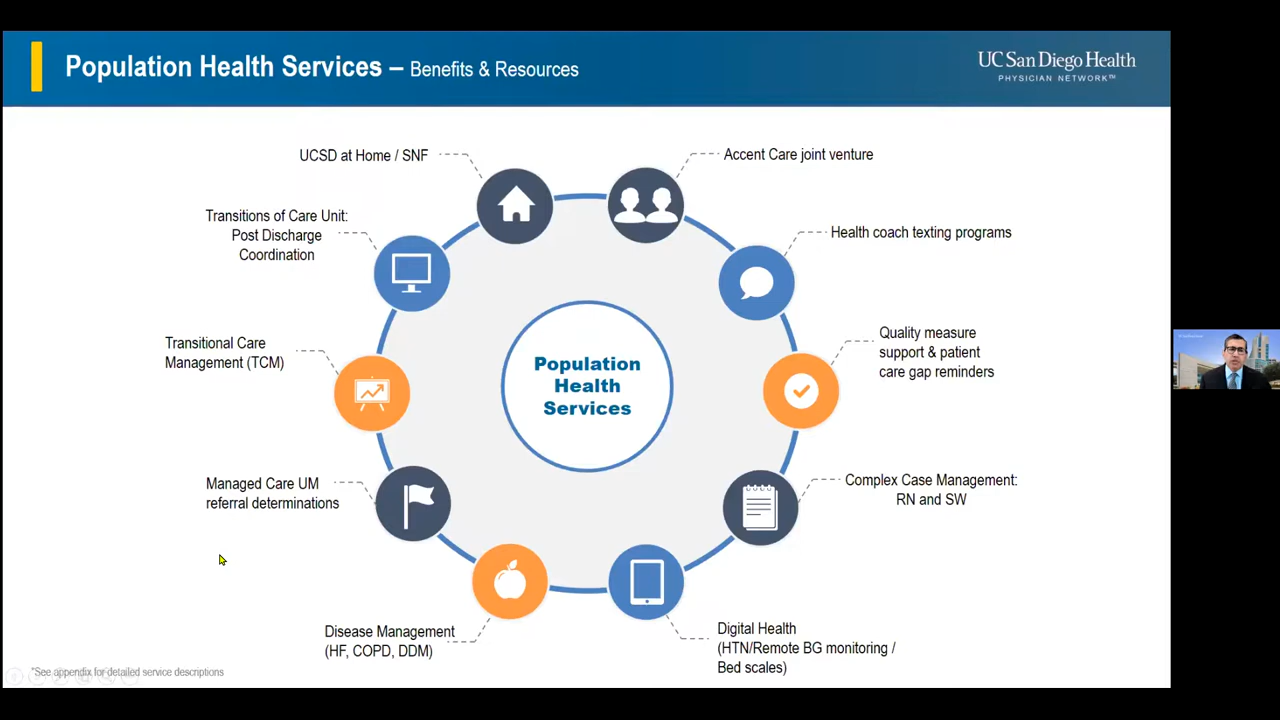 Population Health Services – Benefits & Resources
UC San Diego Health
PHYSICIAN NETWORK™
UCSD at Home / SNF
Accent Care joint venture
Transitions of Care Unit:
Post Discharge
Coordination
Health coach texting programs
Transitional Care
Management (TCM)
Quality measure
support & patient
care gap reminders
Population
Health
Services
Managed Care UM
referral determinations
Complex Case Management:
RN and SW
Disease Management
(HF, COPD, DDM)
Digital Health
(HTN/Remote BG monitoring /
Bed scales)
*See appendix for detailed service descriptions